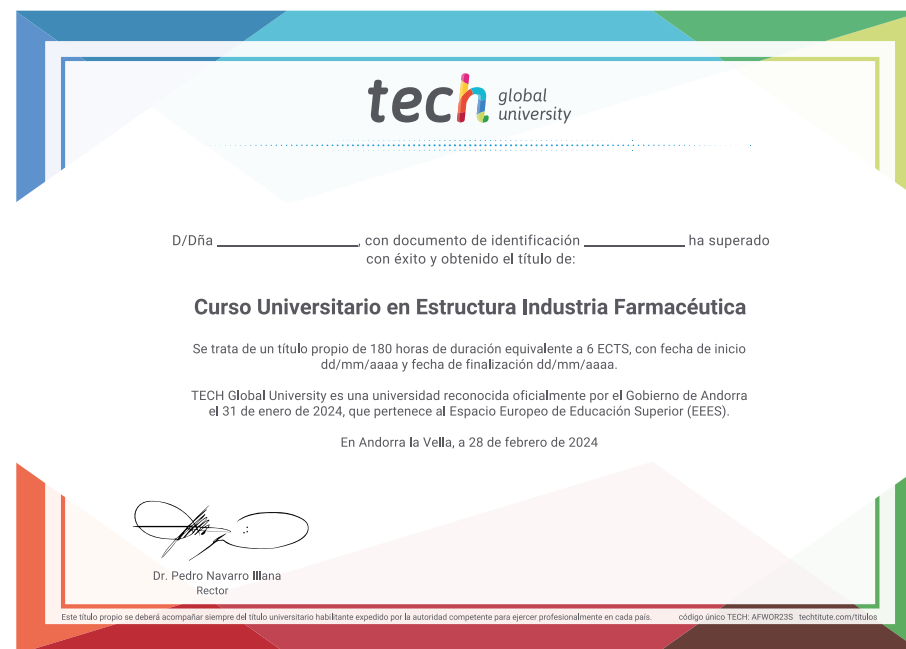 tech global university
D/Dña ____________________, con documento de identificación ______________ ha superado
con éxito y obtenido el título de:
Curso Universitario en Estructura Industria Farmacéutica
Se trata de un título propio de 180 horas de duración equivalente a 6 ECTS, con fecha de inicio
dd/mm/aaaa y fecha de finalización dd/mm/aaaa.
TECH Global University es una universidad reconocida oficialmente por el Gobierno de Andorra
el 31 de enero de 2024, que pertenece al Espacio Europeo de Educación Superior (EEES).
En Andorra la Vella, a 28 de febrero de 2024
Dr. Pedro Navarro Illana
Rector
Este título propio se deberá acompañar siempre del título universitario habilitante expedido por la autoridad competente para ejercer profesionalmente en cada país. código único TECH: AFWOR23S techtitute.com/titulos